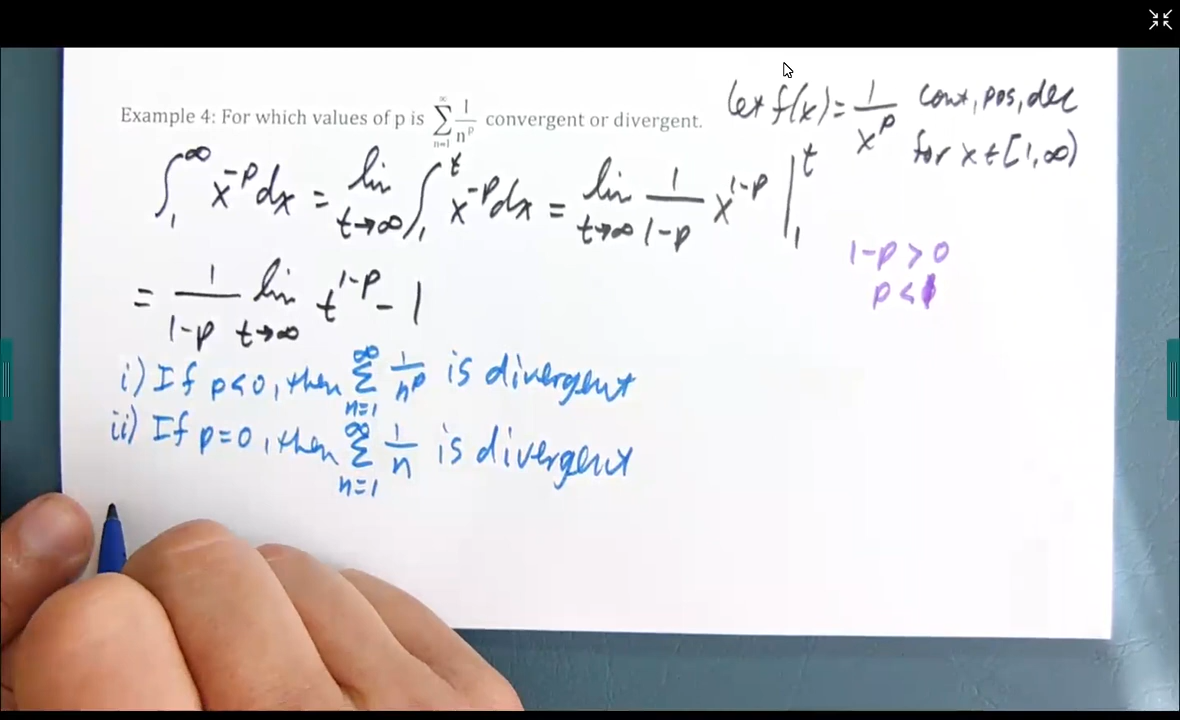 Example 4: For which values of p is ∑_{n=1}^{∞} 1/n^p convergent or divergent.
let f(x) = 1/x^p cont, pos, dec
for x ∈ [1, ∞)
∫_1^∞ x^{-p} dx = lim_{t→∞} ∫_1^t x^{-p} dx = lim_{t→∞} 1/(1-p) x^{1-p} |_1^t
1-p > 0
p < 1
= 1/(1-p) lim_{t→∞} t^{1-p} - 1
i) If p<0, then ∑_{n=1}^{∞} 1/n^p is divergent
ii) If p=0, then ∑_{n=1}^{∞} 1/n is divergent